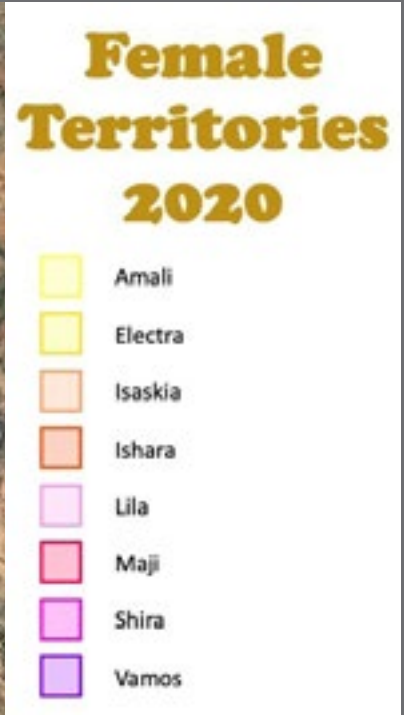 Female
Territories
2020
Amali
Electra
Isaskia
Ishara
Lila
Maji
Shira
Vamos